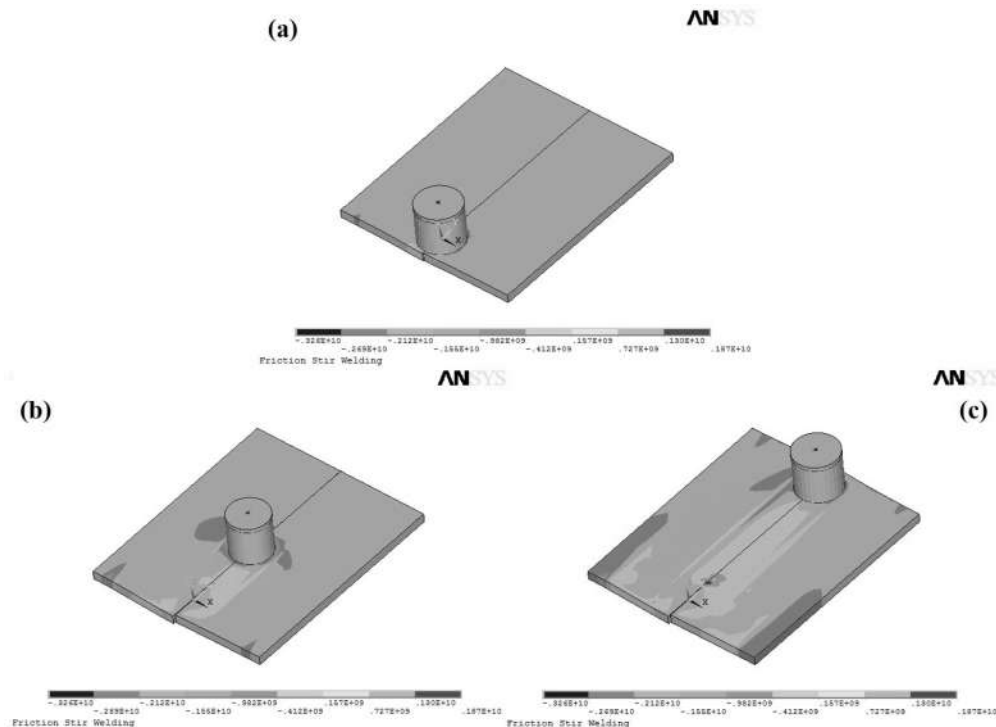 (a)
ANSYS
X
-.326E+10 -.212E+10 -.982E+09 .157E+09 .130E+10
-.269E+10 -.155E+10 -.412E+09 .727E+09 .187E+10
Friction Stir Welding
ANSYS
ANSYS
(b)
(c)
X
X
-.326E+10 -.212E+10 -.982E+09 .157E+09 .130E+10
-.269E+10 -.155E+10 -.412E+09 .727E+09 .187E+10
Friction Stir Welding
-.326E+10 -.212E+10 -.982E+09 .157E+09 .130E+10
-.269E+10 -.155E+10 -.412E+09 .727E+09 .187E+10
Friction Stir Welding